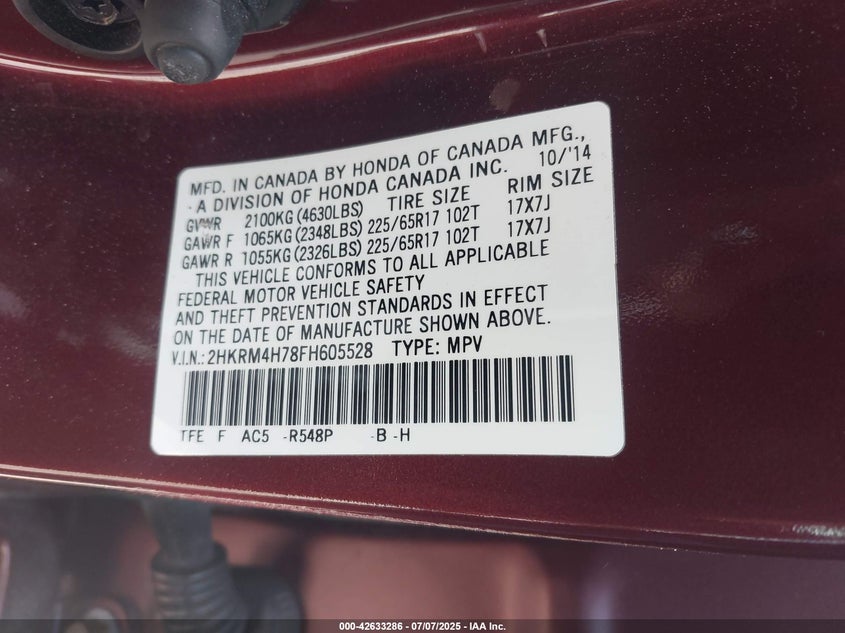 MFD. IN CANADA BY HONDA OF CANADA MFG.,
A DIVISION OF HONDA CANADA INC. 10/'14
GVWR 2100KG (4630LBS) TIRE SIZE RIM SIZE
GAWR F 1065KG (2348LBS) 225/65R17 102T 17X7J
GAWR R 1055KG (2326LBS) 225/65R17 102T 17X7J
THIS VEHICLE CONFORMS TO ALL APPLICABLE
FEDERAL MOTOR VEHICLE SAFETY
AND THEFT PREVENTION STANDARDS IN EFFECT
ON THE DATE OF MANUFACTURE SHOWN ABOVE.
V.I.N.: 2HKRM4H78FH605528 TYPE: MPV
TFE F AC5 -R548P -B -H
000-42633286 - 07/07/2025 - IAA Inc.